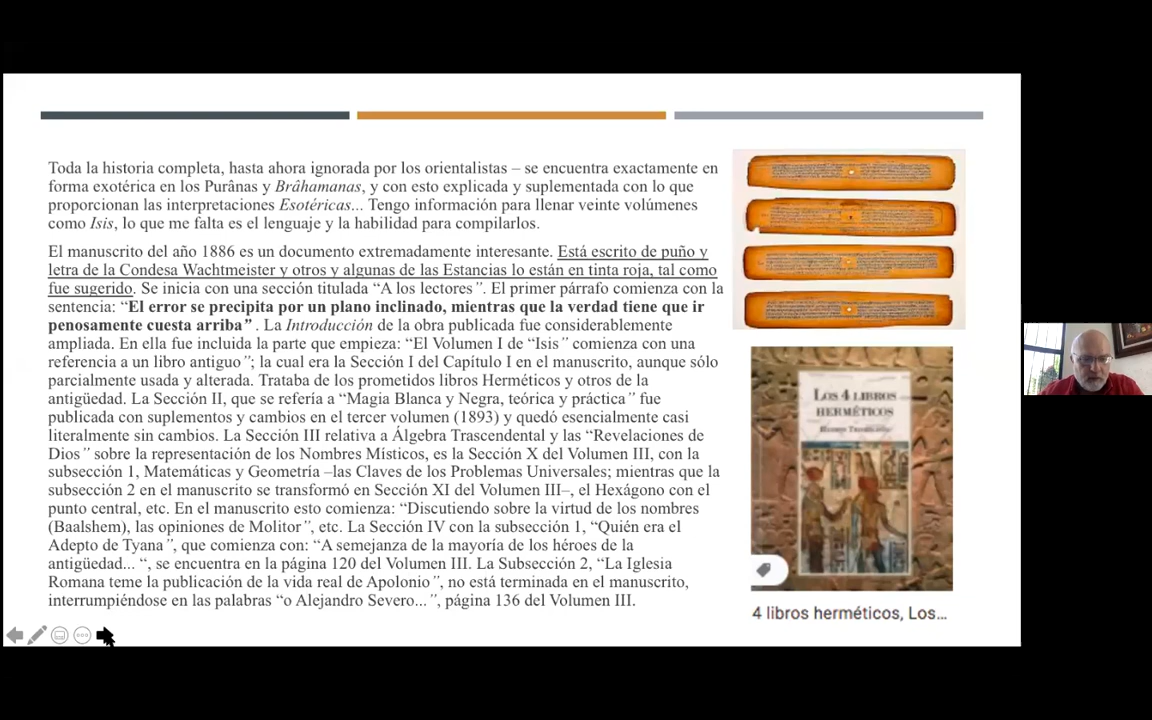 Toda la historia completa, hasta ahora ignorada por los orientalistas – se encuentra exactamente en
forma exotérica en los Purânas y Brâhamanas, y con esto explicada y suplementada con lo que
proporcionan las interpretaciones Esotéricas... Tengo información para llenar veinte volúmenes
como Isis, lo que me falta es el lenguaje y la habilidad para compilarlos.
El manuscrito del año 1886 es un documento extremadamente interesante. Está escrito de puño y
letra de la Condesa Wachtmeister y otros y algunas de las Estancias lo están en tinta roja, tal como
fue sugerido. Se inicia con una sección titulada “A los lectores”. El primer párrafo comienza con la
sentencia: “El error se precipita por un plano inclinado, mientras que la verdad tiene que ir
penosamente cuesta arriba” . La Introducción de la obra publicada fue considerablemente
ampliada. En ella fue incluida la parte que empieza: “El Volumen I de “Isis” comienza con una
referencia a un libro antiguo”; la cual era la Sección I del Capítulo I en el manuscrito, aunque sólo
parcialmente usada y alterada. Trataba de los prometidos libros Herméticos y otros de la
antigüedad. La Sección II, que se refería a “Magia Blanca y Negra, teórica y práctica” fue
publicada con suplementos y cambios en el tercer volumen (1893) y quedó esencialmente casi
literalmente sin cambios. La Sección III relativa a Álgebra Trascendental y las “Revelaciones de
Dios” sobre la representación de los Nombres Místicos, es la Sección X del Volumen III, con la
subsección 1, Matemáticas y Geometría –las Claves de los Problemas Universales; mientras que la
subsección 2 en el manuscrito se transformó en Sección XI del Volumen III–, el Hexágono con el
punto central, etc. En el manuscrito esto comienza: “Discutiendo sobre la virtud de los nombres
(Baalshem), las opiniones de Molitor”, etc. La Sección IV con la subsección 1, “Quién era el
Adepto de Tyana”, que comienza con: “A semejanza de la mayoría de los héroes de la
antigüedad... “, se encuentra en la página 120 del Volumen III. La Subsección 2, “La Iglesia
Romana teme la publicación de la vida real de Apolonio”, no está terminada en el manuscrito,
interrumpiéndose en las palabras “o Alejandro Severo...”, página 136 del Volumen III.
LOS 4 LIBROS
HERMÉTICOS
4 libros herméticos, Los...